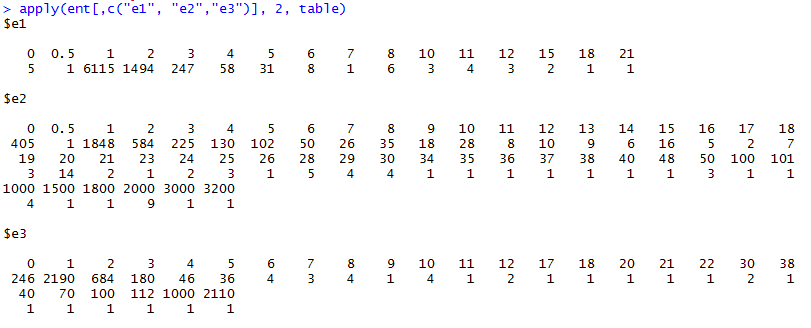 > apply(ent[,c("e1", "e2","e3")], 2, table)
$e1
0 0.5 1 2 3 4 5 6 7 8 10 11 12 15 18 21
5 1 6115 1494 247 58 31 8 1 6 3 4 3 2 1 1
$e2
0 0.5 1 2 3 4 5 6 7 8 9 10 11 12 13 14 15 16 17 18
405 1 1848 584 225 130 102 50 26 35 18 28 8 10 9 6 16 5 2 7
19 20 21 23 24 25 26 28 29 30 34 35 36 37 38 40 48 50 100 101
3 14 2 1 2 3 1 5 4 4 1 1 1 1 1 1 1 3 1 1
1000 1500 1800 2000 3000 3200
4 1 1 9 1 1
$e3
0 1 2 3 4 5 6 7 8 9 10 11 12 17 18 20 21 22 30 38
246 2190 684 180 46 36 4 3 4 1 4 1 2 1 1 1 1 1 2 1
40 70 100 112 1000 2110
1 1 1 1 1 1